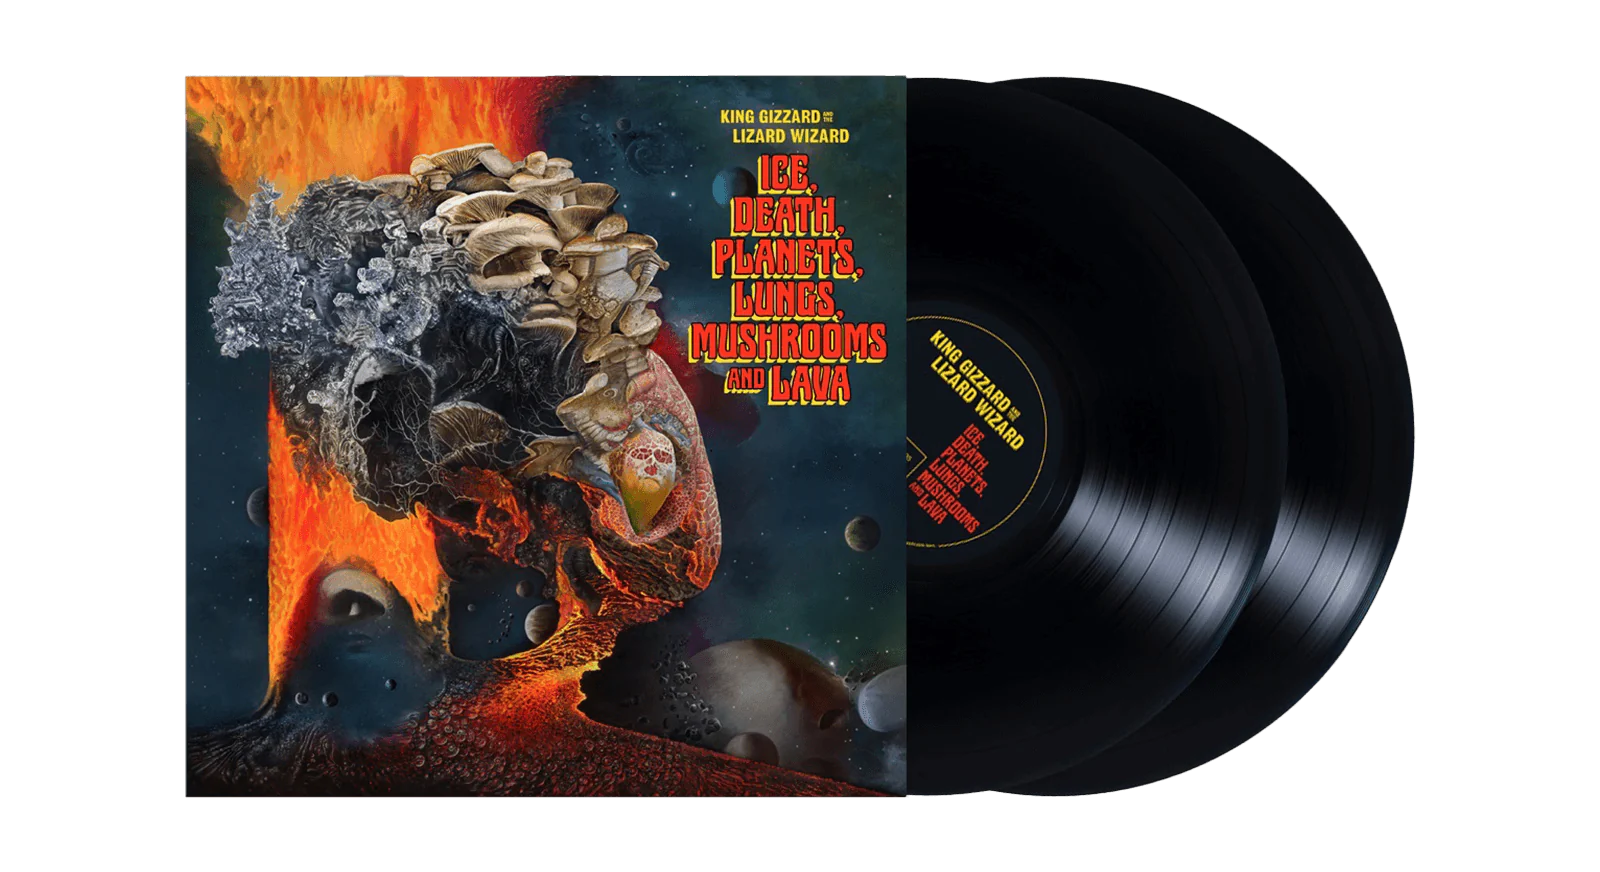 KING GIZZARD AND THE
LIZARD WIZARD
ICE,
DEATH,
PLANETS,
LUNGS,
MUSHROOMS
AND LAVA
KING GIZZARD AND THE
LIZARD WIZARD
ICE,
DEATH,
PLANETS,
LUNGS,
MUSHROOMS
AND LAVA